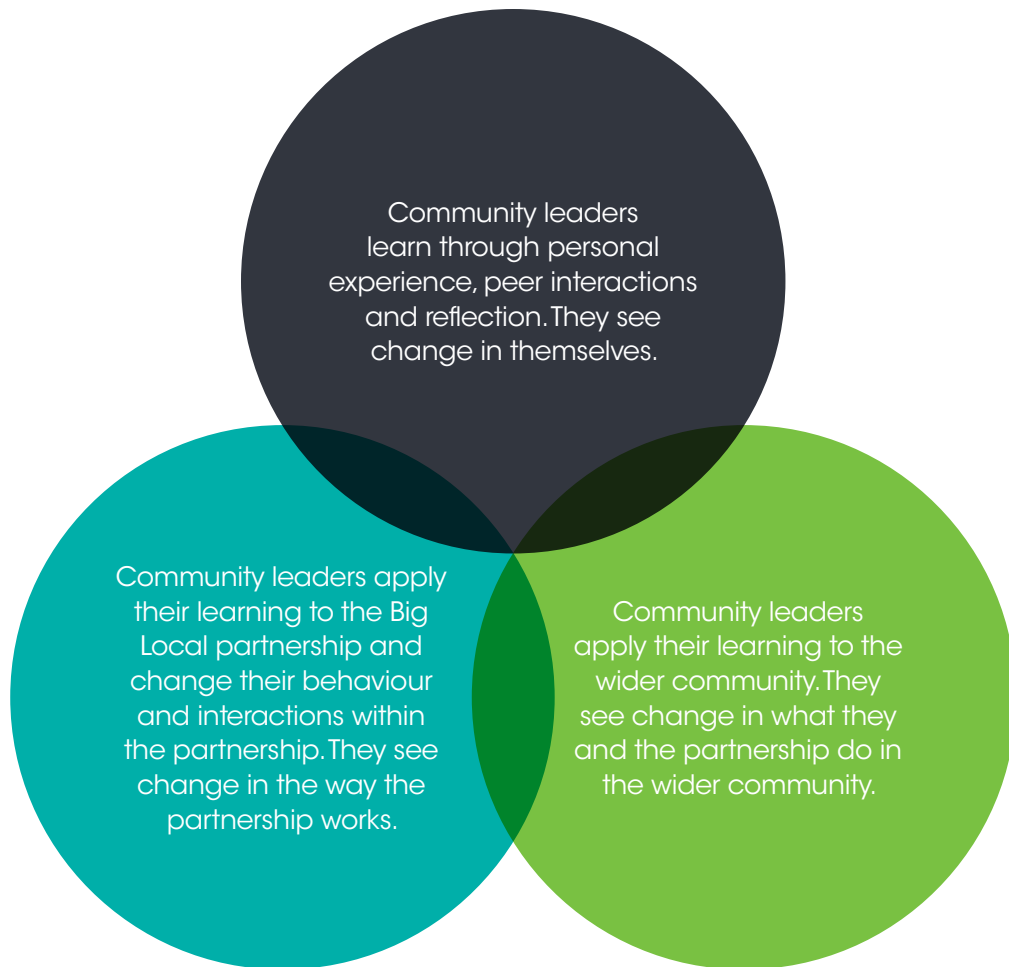 Community leaders
learn through personal
experience, peer interactions
and reflection. They see
change in themselves.
Community leaders apply
their learning to the Big
Local partnership and
change their behaviour
and interactions within
the partnership. They see
change in the way the
partnership works.
Community leaders
apply their learning to the
wider community. They
see change in what they
and the partnership do in
the wider community.